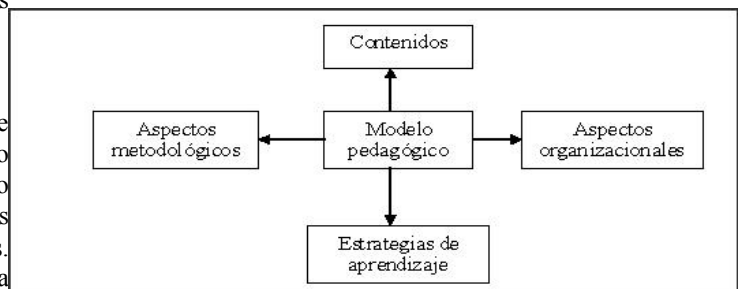 s
Contenidos
e
Aspectos
metodológicos
Modelo
pedagógico
Aspectos
organizacionales
o
o
s
Estrategias de
aprendizaje
s.
a